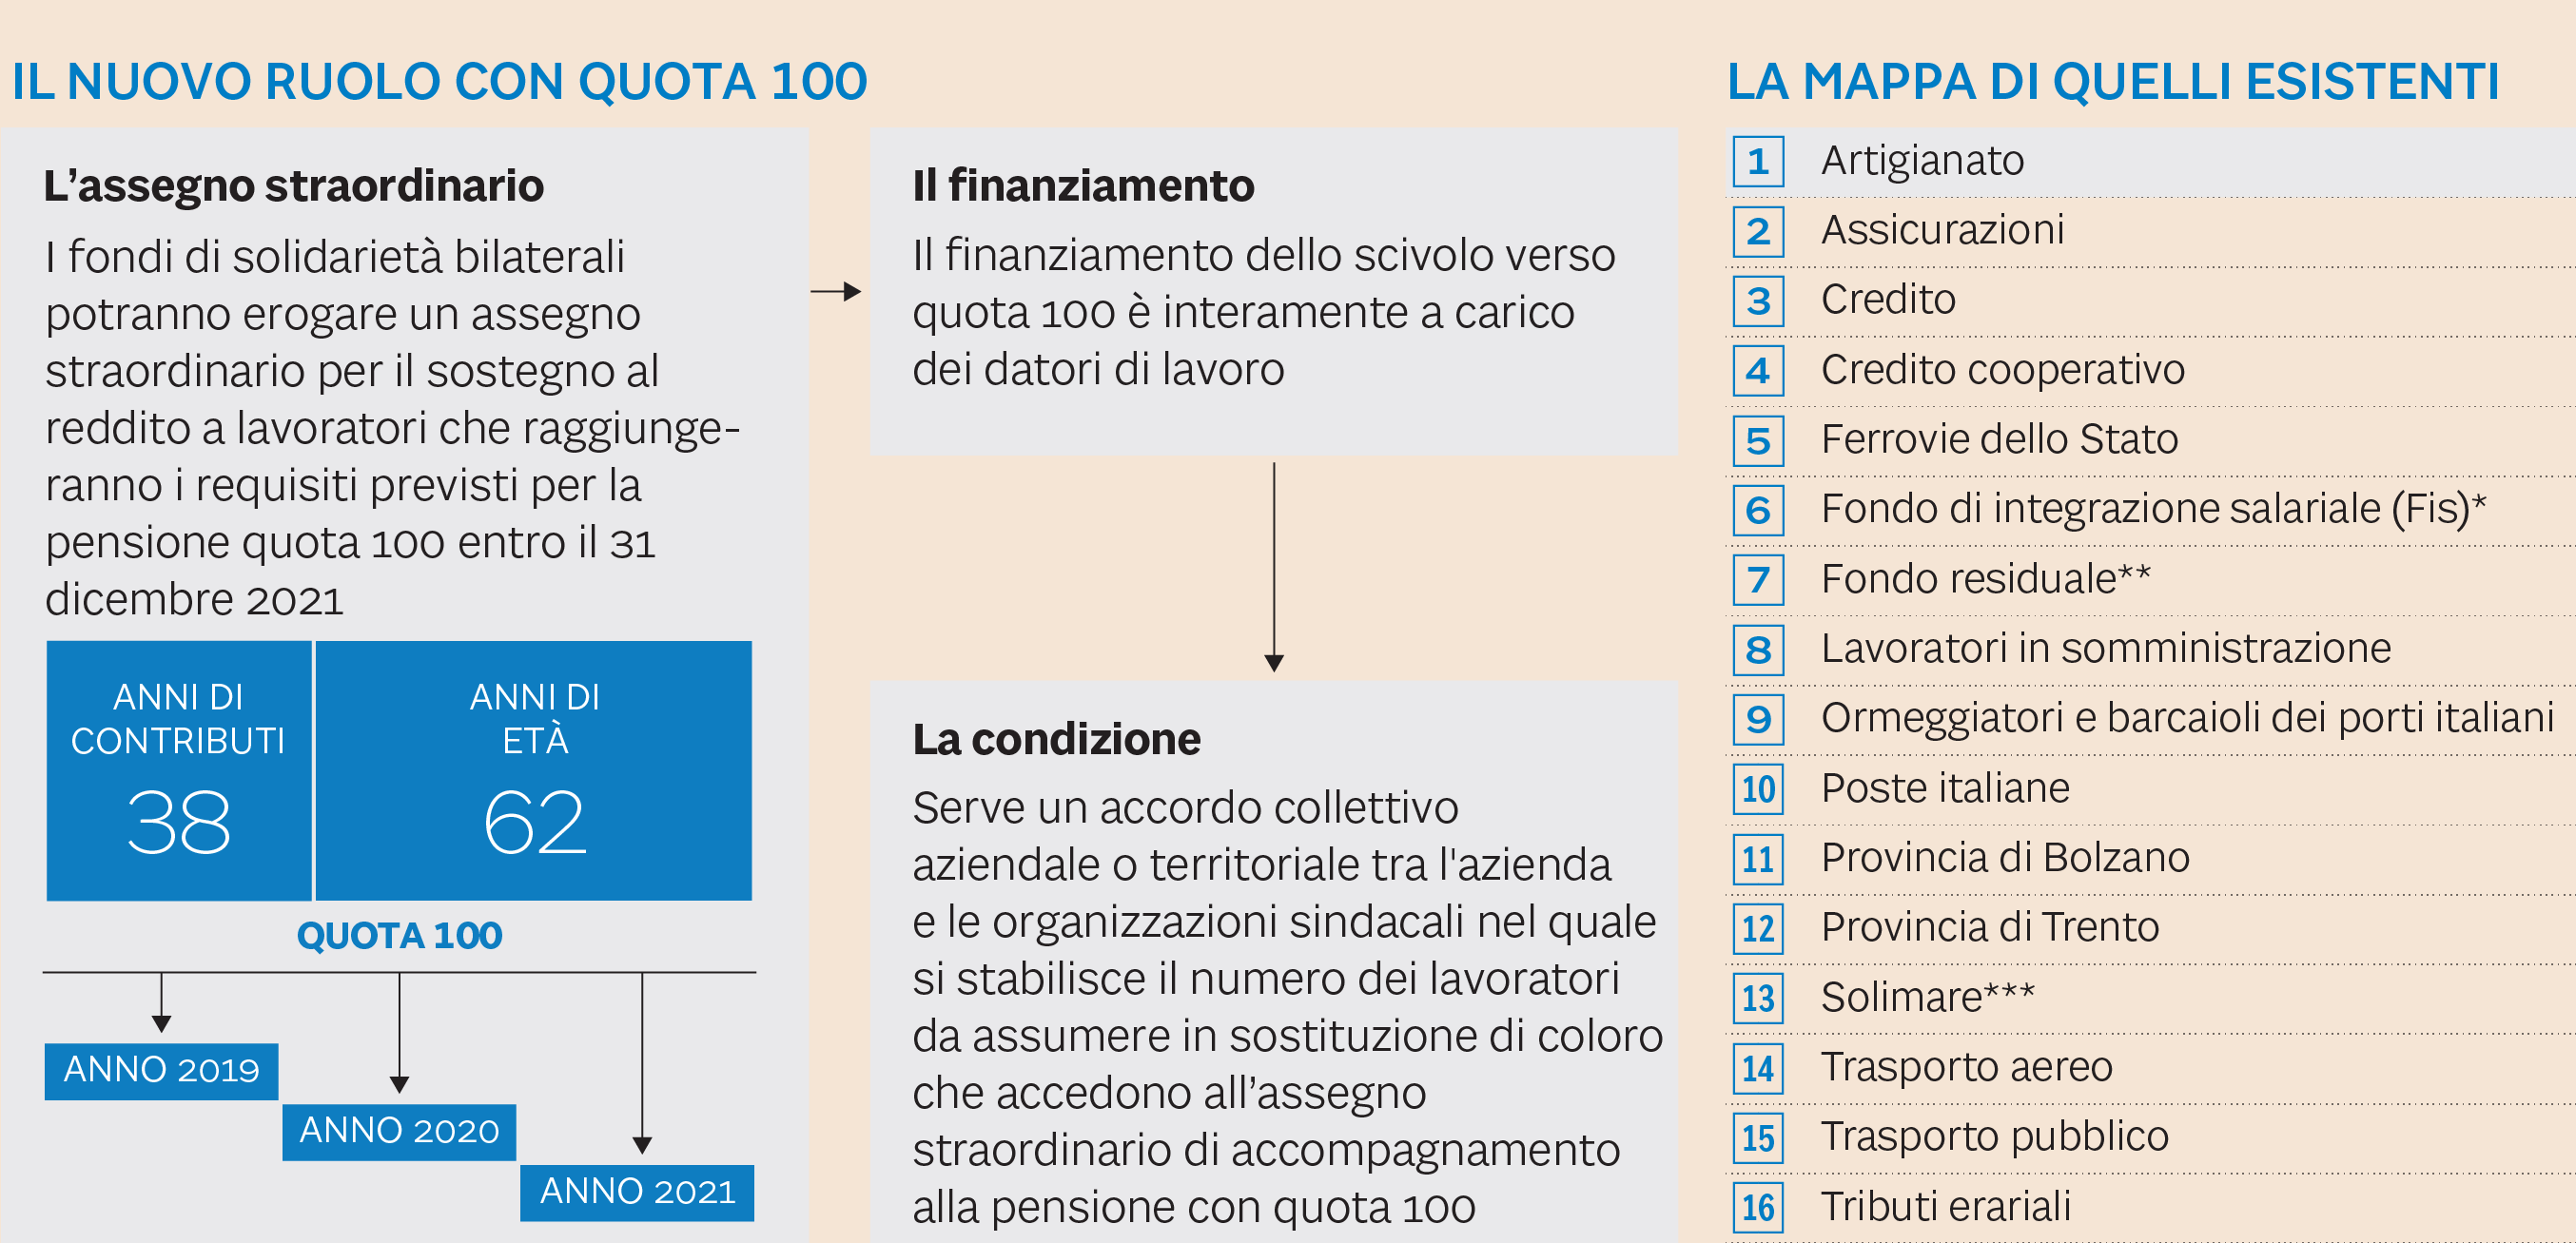 IL NUOVO RUOLO CON QUOTA 100
L’assegno straordinario
I fondi di solidarietà bilaterali
potranno erogare un assegno
straordinario per il sostegno al
reddito a lavoratori che raggiunge-
ranno i requisiti previsti per la
pensione quota 100 entro il 31
dicembre 2021
ANNI DI
CONTRIBUTI
38
ANNI DI
ETÀ
62
QUOTA 100
ANNO 2019
ANNO 2020
ANNO 2021
Il finanziamento
Il finanziamento dello scivolo verso
quota 100 è interamente a carico
dei datori di lavoro
La condizione
Serve un accordo collettivo
aziendale o territoriale tra l'azienda
e le organizzazioni sindacali nel quale
si stabilisce il numero dei lavoratori
da assumere in sostituzione di coloro
che accedono all’assegno
straordinario di accompagnamento
alla pensione con quota 100
LA MAPPA DI QUELLI ESISTENTI
1 Artigianato
2 Assicurazioni
3 Credito
4 Credito cooperativo
5 Ferrovie dello Stato
6 Fondo di integrazione salariale (Fis)*
7 Fondo residuale**
8 Lavoratori in somministrazione
9 Ormeggiatori e barcaioli dei porti italiani
10 Poste italiane
11 Provincia di Bolzano
12 Provincia di Trento
13 Solimare***
14 Trasporto aereo
15 Trasporto pubblico
16 Tributi erariali